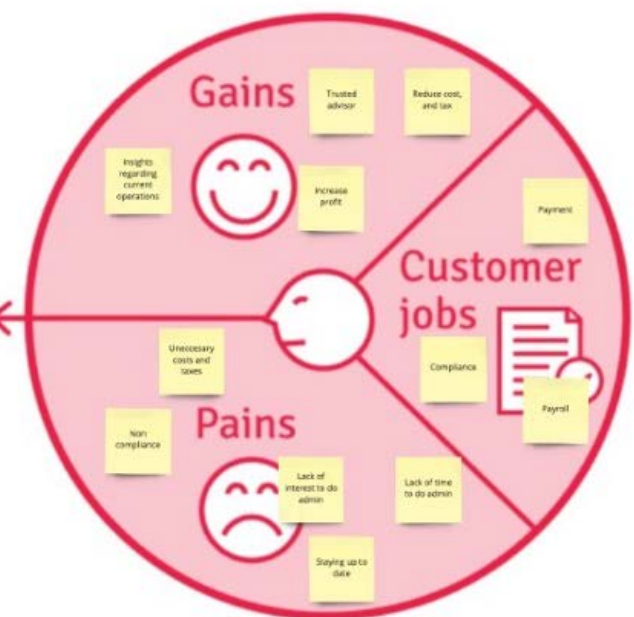 Gains
Trusted
advisor
Reduce cost,
and tax
Insights
regarding
current
operations
Increase
profit
Payment
Customer
jobs
Compliance
Payroll
Unneccesary
costs and
taxes
Pains
Non
compliance
Lack of
interest to do
admin
Lack of time
to do admin
Staying up to
date